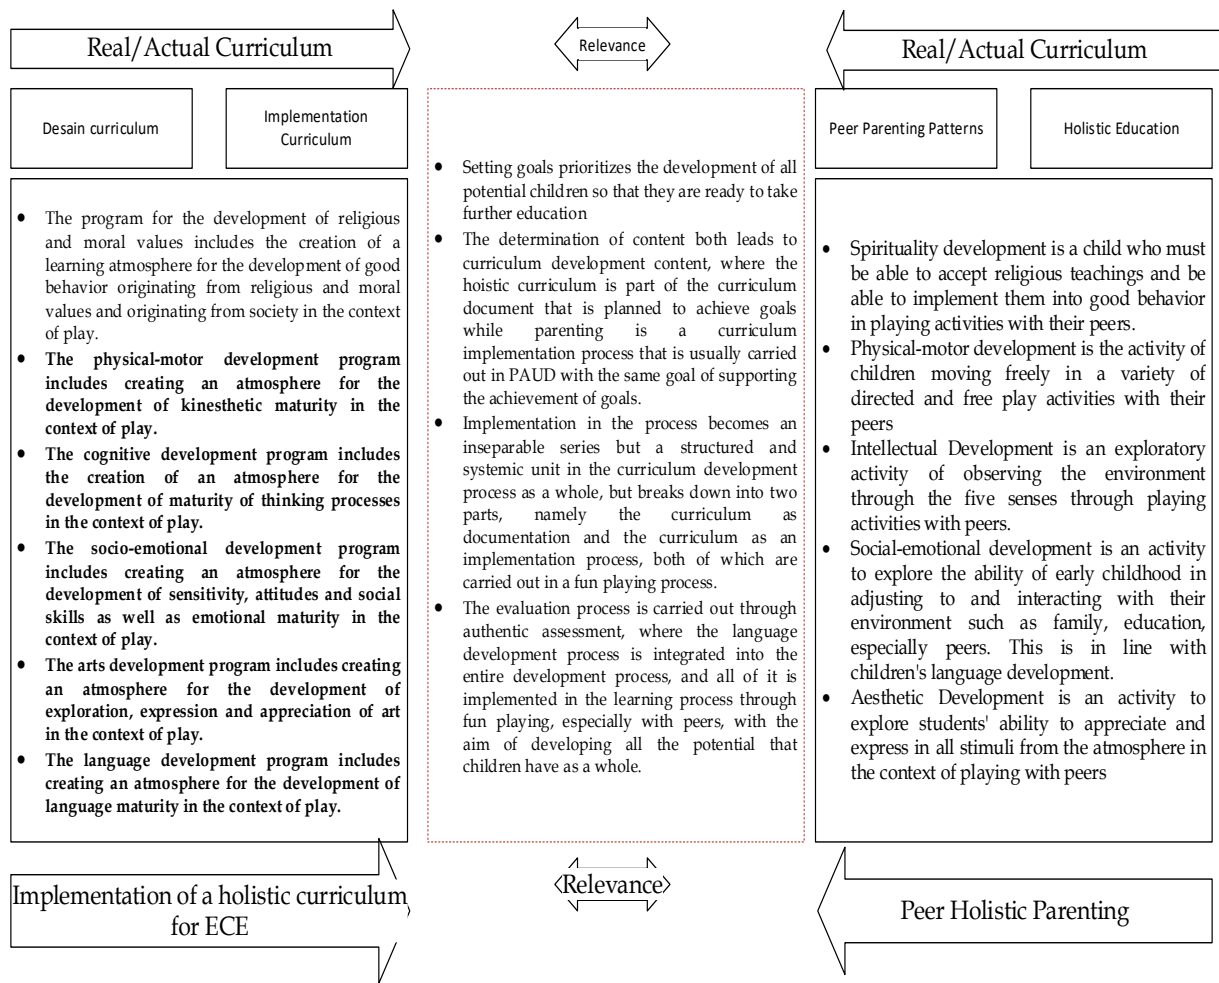 Real/Actual Curriculum
Relevance
Real/Actual Curriculum
Desain curriculum
Implementation
Curriculum
Peer Parenting Patterns
Holistic Education
• The program for the development of religious
and moral values includes the creation of a
learning atmosphere for the development of good
behavior originating from religious and moral
values and originating from society in the context
of play.
• The physical-motor development program
includes creating an atmosphere for the
development of kinesthetic maturity in the
context of play.
• The cognitive development program includes
the creation of an atmosphere for the
development of maturity of thinking processes
in the context of play.
• The socio-emotional development program
includes creating an atmosphere for the
development of sensitivity, attitudes and social
skills as well as emotional maturity in the
context of play.
• The arts development program includes creating
an atmosphere for the development of
exploration, expression and appreciation of art
in the context of play.
• The language development program includes
creating an atmosphere for the development of
language maturity in the context of play.
• Setting goals prioritizes the development of all
potential children so that they are ready to take
further education
• The determination of content both leads to
curriculum development content, where the
hoistic curriculum is part of the curriculum
document that is planned to achieve goals
while parenting is a curriculum
implementation process that is usually carried
out in PAUD with the same goal of supporting
the achievement of goals.
• Implementation in the process becomes an
inseparable series but a structured and
systemic unit in the curriculum development
process as a whole, but breaks down into two
parts, namely the curriculum as
documentation and the curriculum as an
implementation process, both of which are
carried out in a fun playing process.
• The evaluation process is carried out through
authentic assessment, where the language
development process is integrated into the
entire development process, and all of it is
implemented in the learning process through
fun playing, especially with peers, with the
aim of developing all the potential that
children have as a whole.
• Spirituality development is a child who must
be able to accept religious teachings and be
able to implement them into good behavior
in playing activities with their peers.
• Physical-motor development is the activity of
children moving freely in a variety of
directed and free play activities with their
peers
• Intellectual Development is an exploratory
activity of observing the environment
through the five senses through playing
activities with peers.
• Social-emotional development is an activity
to explore the ability of early childhood in
adjusting to and interacting with their
environment such as family, education,
especially peers. This is in line with
children's language development.
• Aesthetic Development is an activity to
explore students' ability to appreciate and
express in all stimuli from the atmosphere in
the context of playing with peers
Implementation of a holistic curriculum
for ECE
Relevance
Peer Holistic Parenting